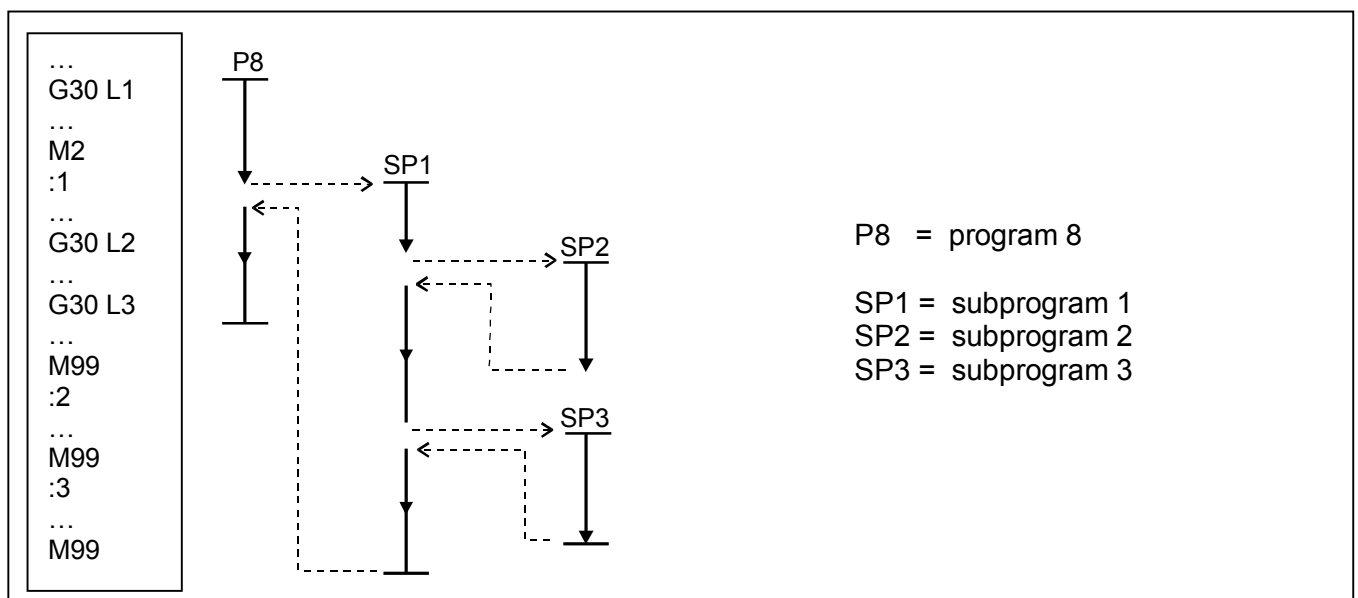 …
G30 L1
…
M2
:1
…
G30 L2
…
G30 L3
…
M99
:2
…
M99
:3
…
M99
P8
SP1
SP2
SP3
P8 = program 8
SP1 = subprogram 1
SP2 = subprogram 2
SP3 = subprogram 3